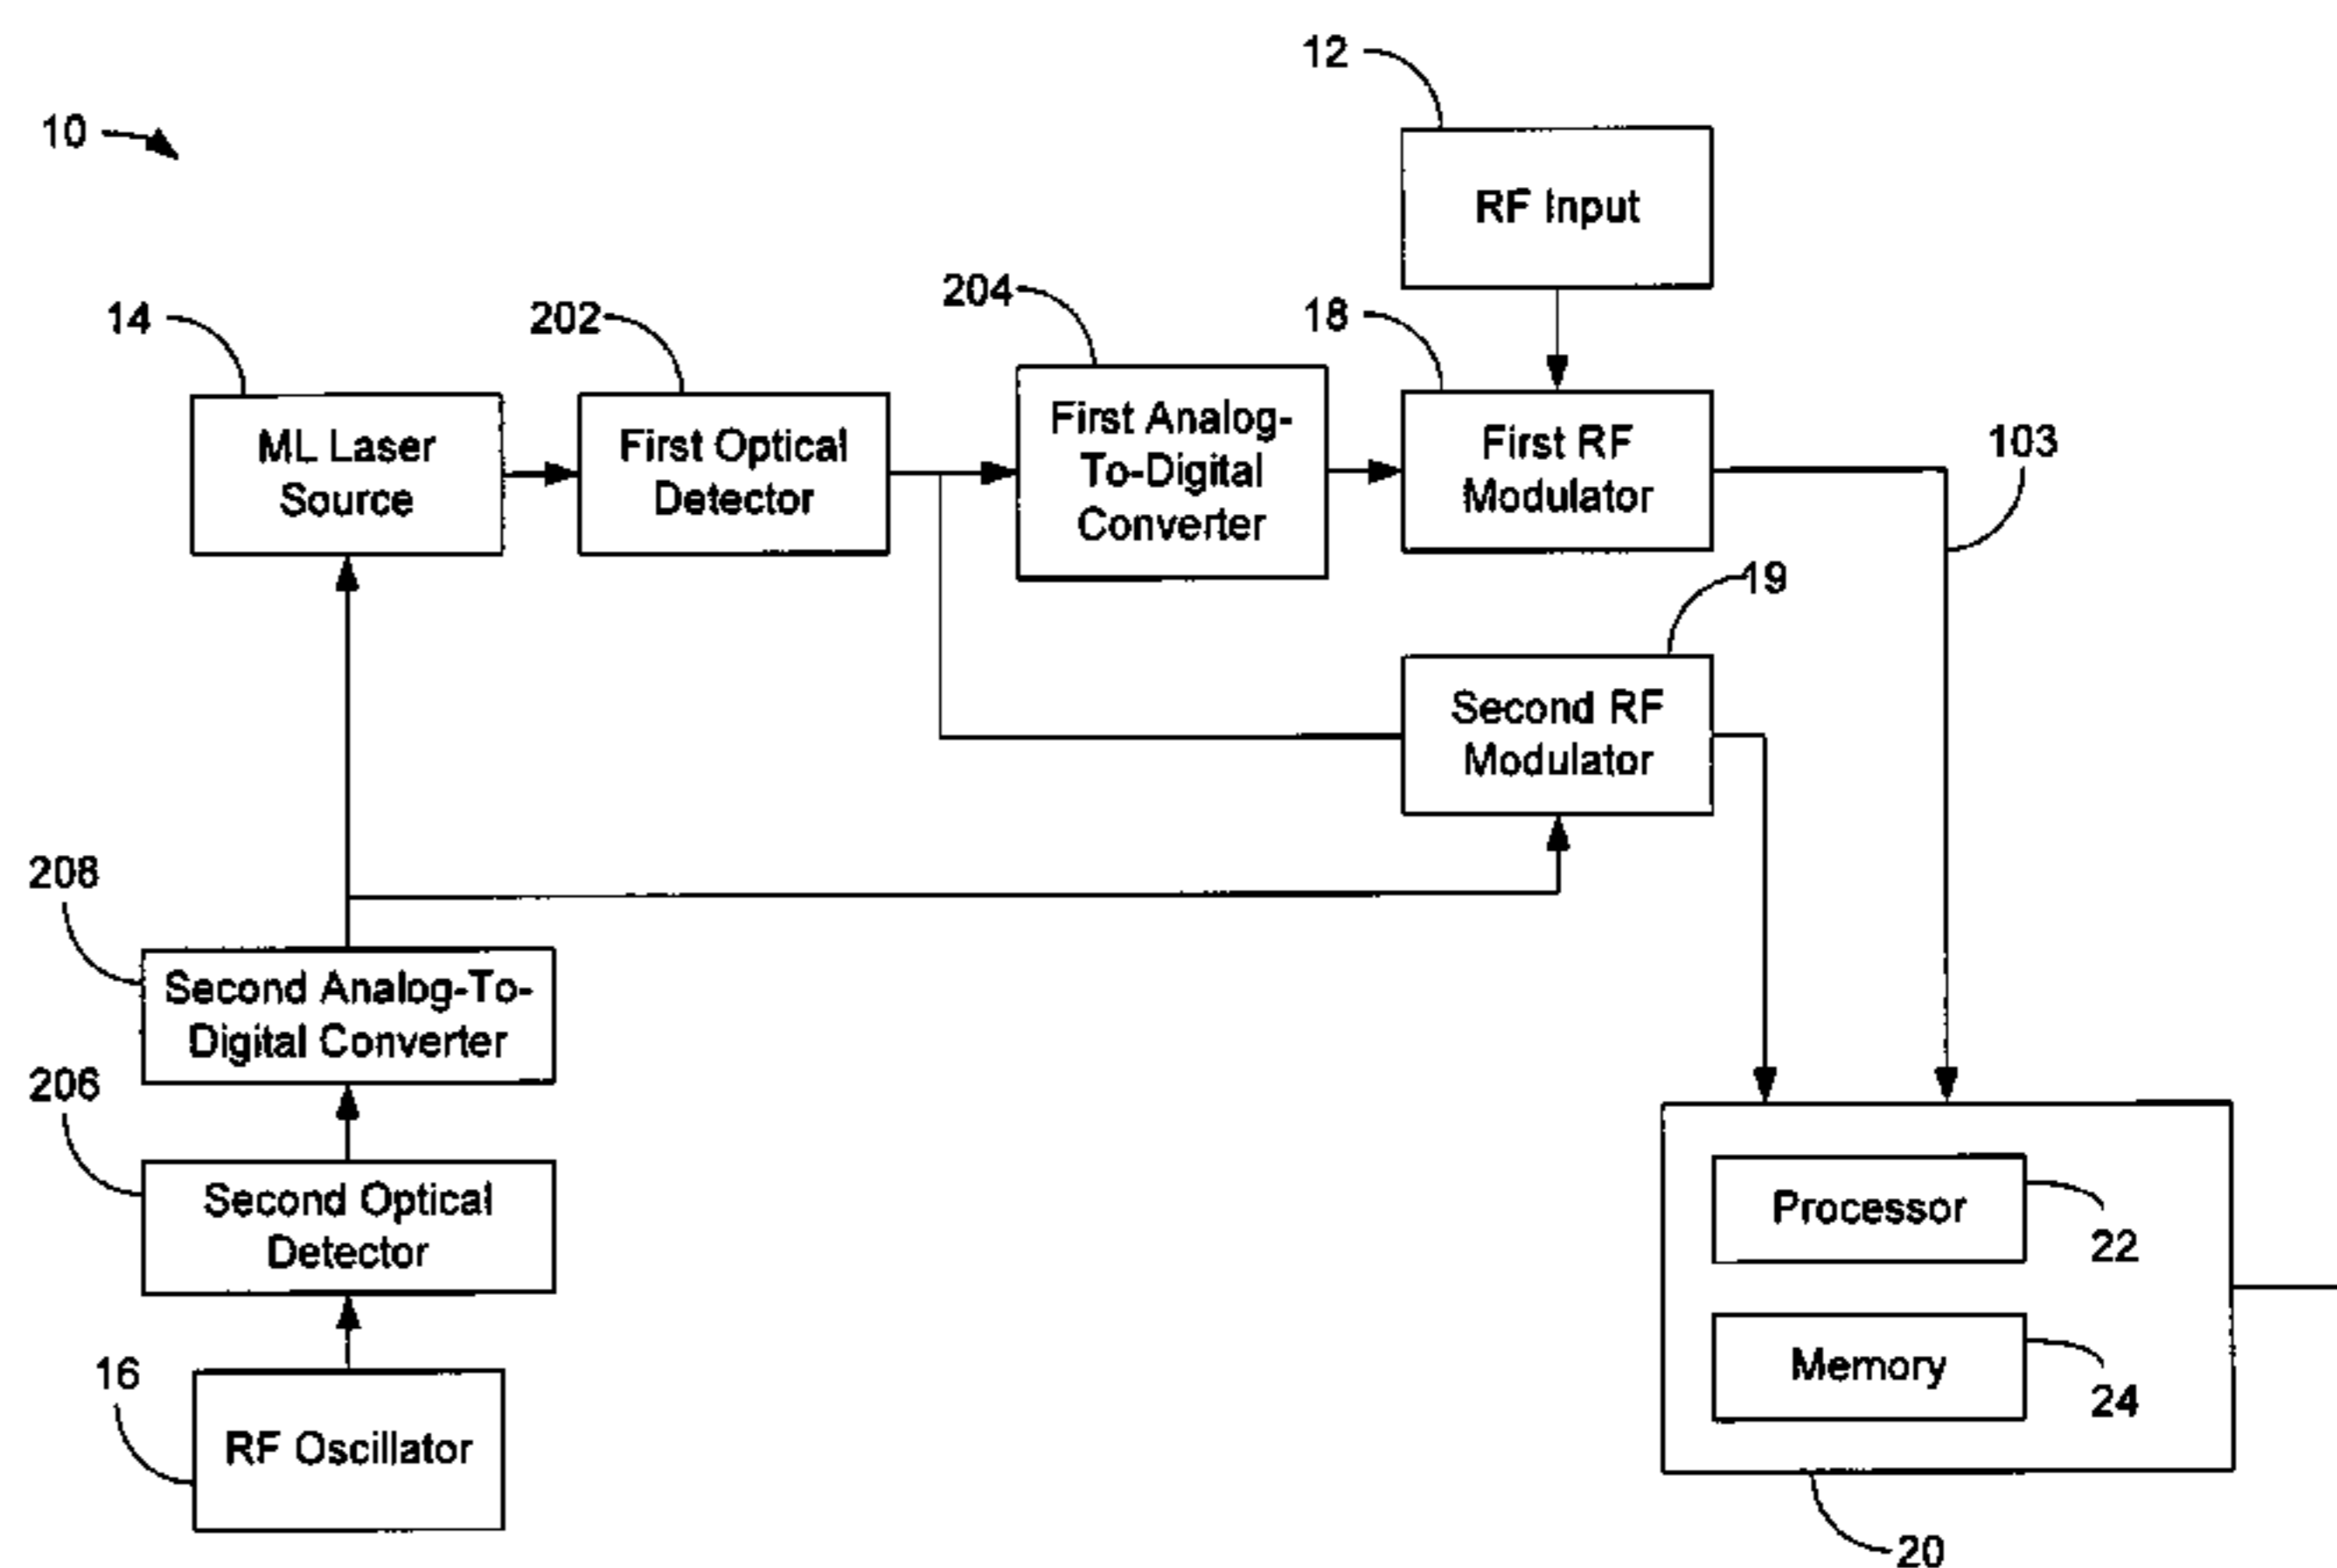 12
10
RF Input
14
202
204
18
ML Laser
Source
First Optical
Detector
First Analog-
To-Digital
Converter
First RF
Modulator
103
19
Second RF
Modulator
208
Second Analog-To-
Digital Converter
206
Second Optical
Detector
16
RF Oscillator
Processor
22
Memory
24
20